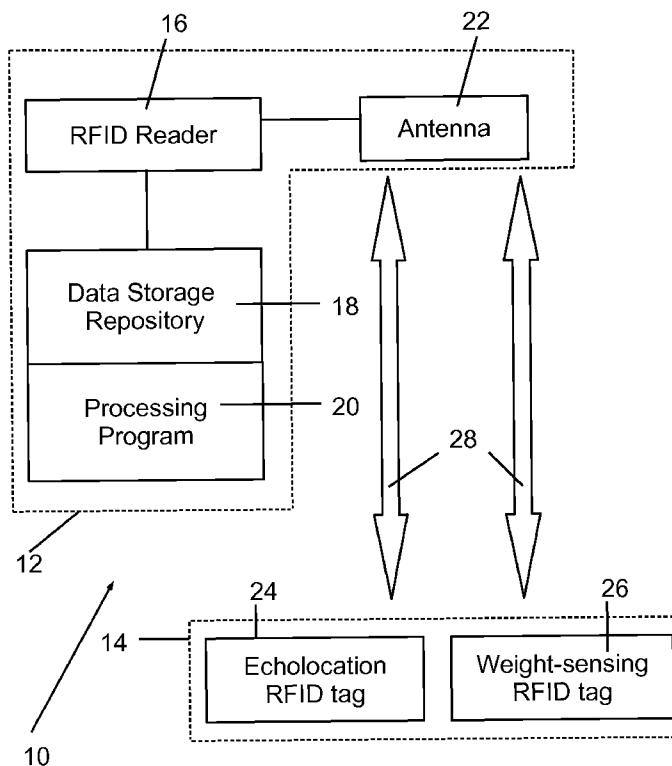 16
22
RFID Reader
Antenna
Data Storage
Repository
18
Processing
Program
20
28
12
24
26
14
Echolocation
RFID tag
Weight-sensing
RFID tag
10